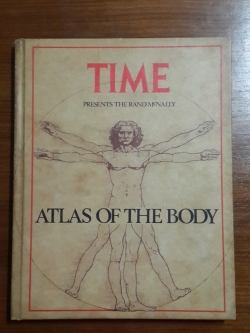 TIME
PRESENTS THE RAND MCNALLY
ATLAS OF THE BODY